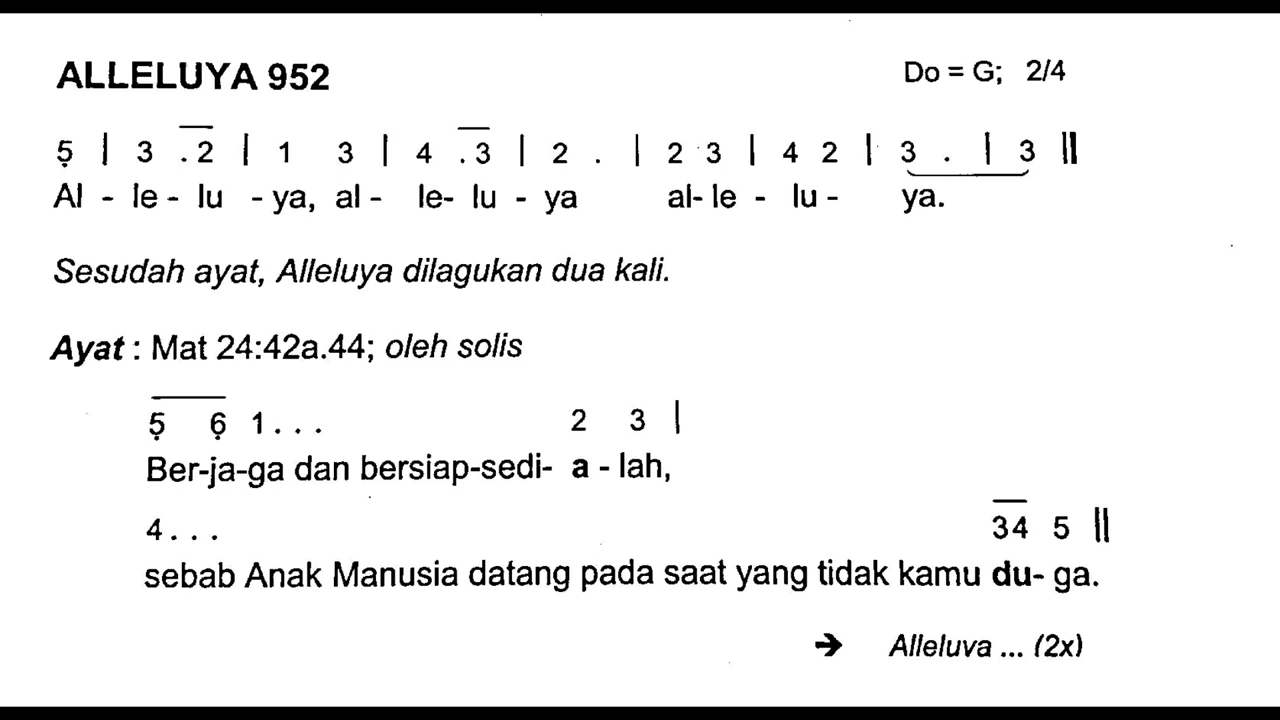 ALLELUYA 952 Do = G; 2/4
5̣ | 3 .2 | 1 3 | 4 .3 | 2 . | 2 3 | 4 2 | 3 . | 3 ||
Al - le - lu - ya, al - le- lu - ya al- le - lu - ya.
Sesudah ayat, Alleluya dilagukan dua kali.
Ayat : Mat 24:42a.44; oleh solis
5̣ 6̣ 1 . . . 2 3 |
Ber-ja-ga dan bersiap-sedi- a - lah,
4 . . . 34 5 ||
sebab Anak Manusia datang pada saat yang tidak kamu du- ga.
→ Alleluva ... (2x)